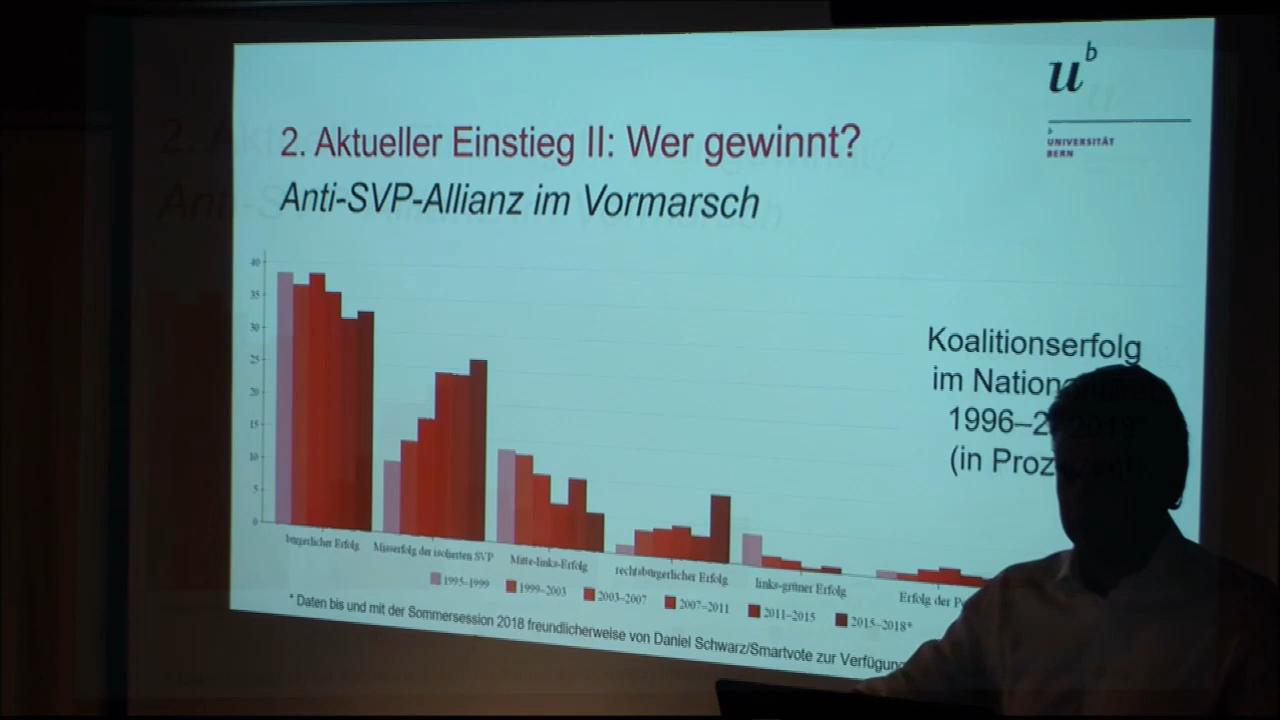 u b
b
UNIVERSITÄT
BERN
2. Aktueller Einstieg II: Wer gewinnt?
Anti-SVP-Allianz im Vormarsch
Koalitionserfolg
im
1996–2
(in
40
35
30
25
20
15
10
5
0
bürgerlicher Erfolg
Misserfolg der isolierten SVP
Mitte-links-Erfolg
rechtsbürgerlicher Erfolg
links-grüner Erfolg
Erfolg der
1995–1999
1999–2003
2003–2007
2007–2011
2011–2015
2015–2018*
* Daten bis und mit der Sommersession 2018 freundlicherweise von Daniel Schwarz/Smartvote zur